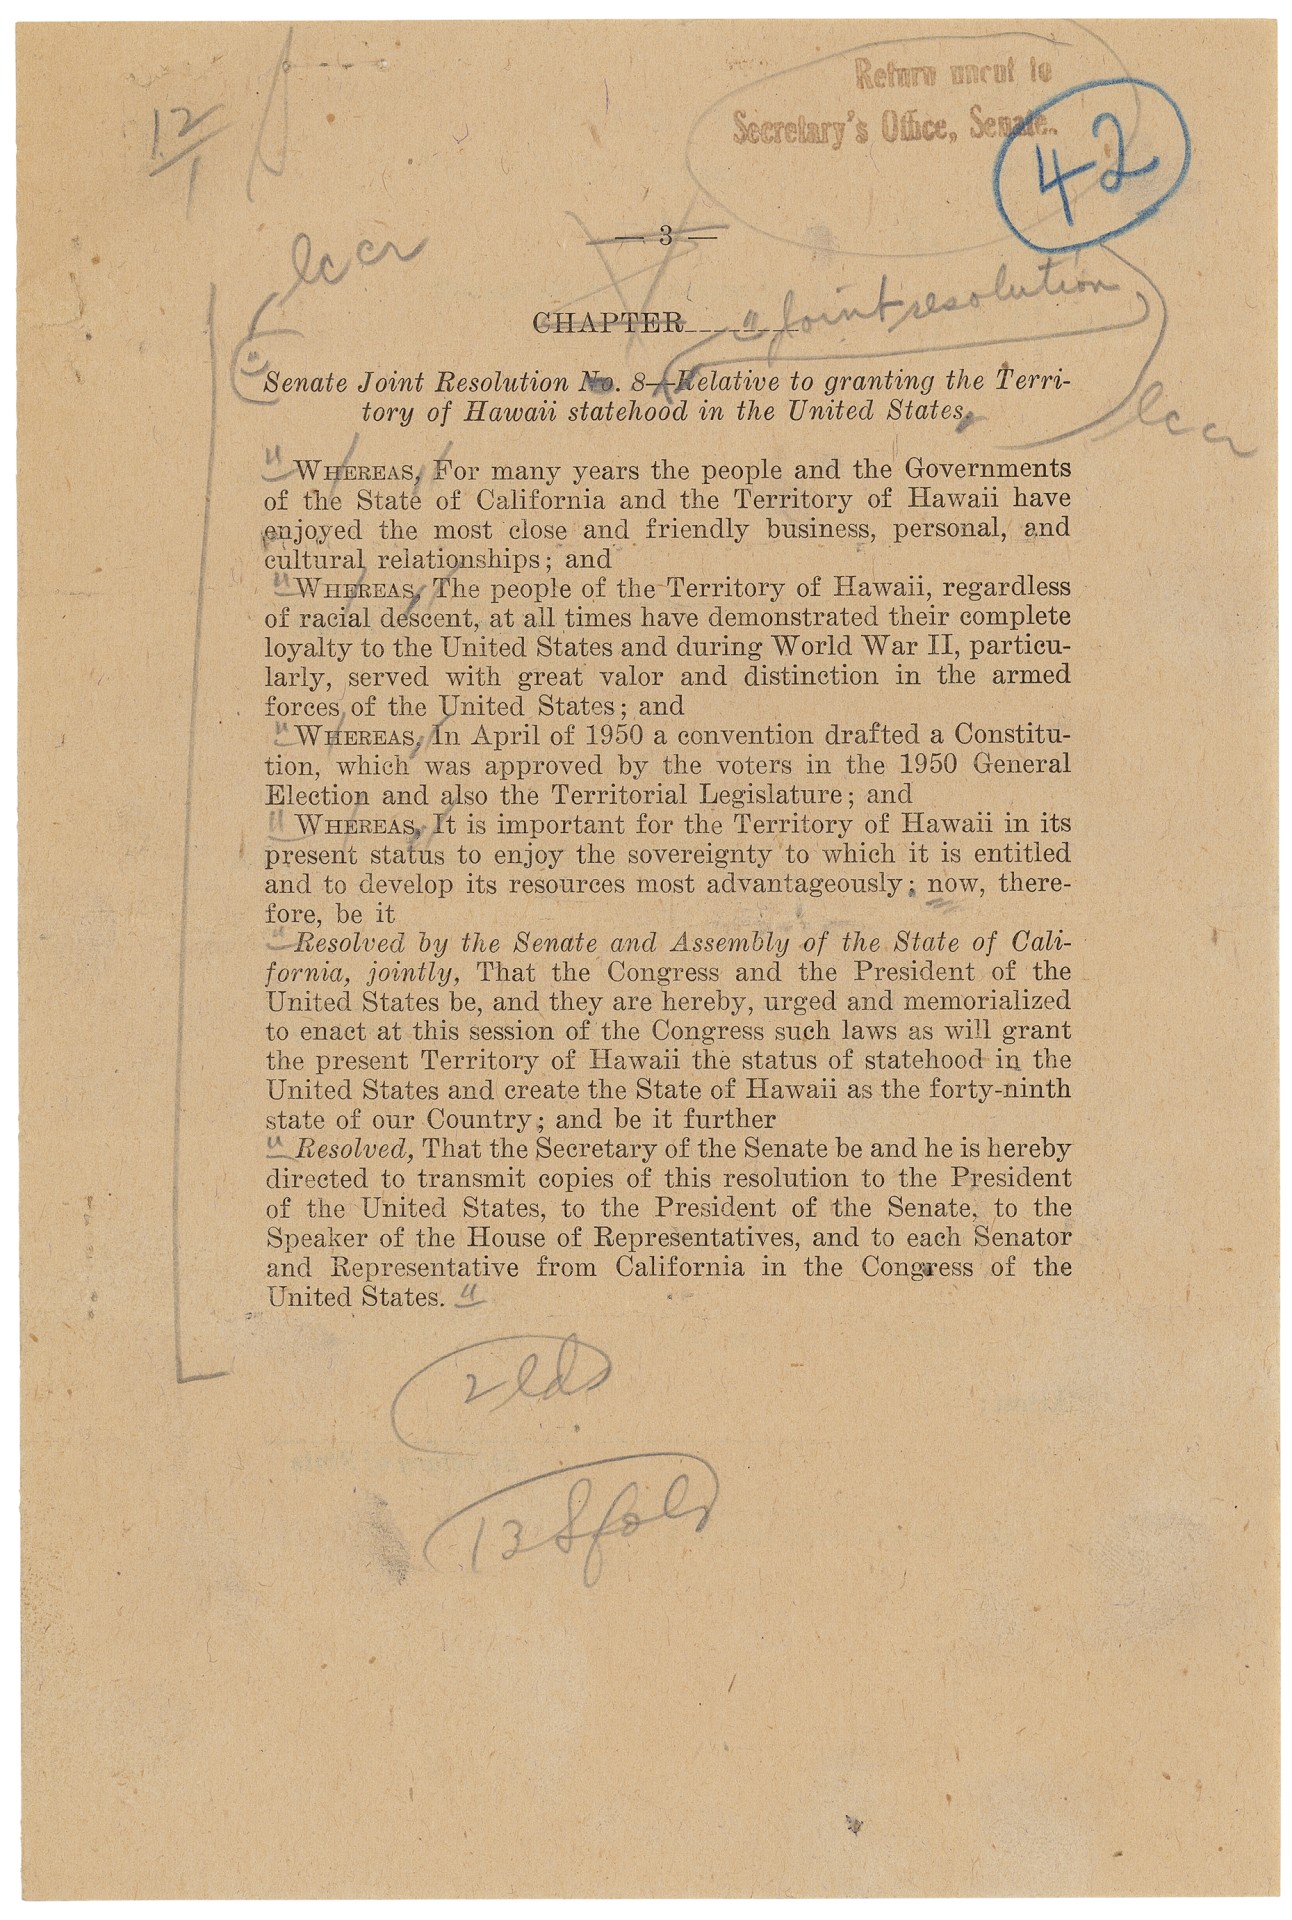 Return uncut to
Secretary's Office, Senate.
42
12
1
— 3 —
lc cr
CHAPTER
" Joint resolution
"
Senate Joint Resolution No. 8—Relative to granting the Terri-
tory of Hawaii statehood in the United States.
lc cr
" WHEREAS, For many years the people and the Governments
of the State of California and the Territory of Hawaii have
enjoyed the most close and friendly business, personal, and
cultural relationships; and
" WHEREAS, The people of the Territory of Hawaii, regardless
of racial descent, at all times have demonstrated their complete
loyalty to the United States and during World War II, particu-
larly, served with great valor and distinction in the armed
forces of the United States; and
" WHEREAS, In April of 1950 a convention drafted a Constitu-
tion, which was approved by the voters in the 1950 General
Election and also the Territorial Legislature; and
" WHEREAS, It is important for the Territory of Hawaii in its
present status to enjoy the sovereignty to which it is entitled
and to develop its resources most advantageously; now, there-
fore, be it
" Resolved by the Senate and Assembly of the State of Cali-
fornia, jointly, That the Congress and the President of the
United States be, and they are hereby, urged and memorialized
to enact at this session of the Congress such laws as will grant
the present Territory of Hawaii the status of statehood in the
United States and create the State of Hawaii as the forty-ninth
state of our Country; and be it further
" Resolved, That the Secretary of the Senate be and he is hereby
directed to transmit copies of this resolution to the President
of the United States, to the President of the Senate, to the
Speaker of the House of Representatives, and to each Senator
and Representative from California in the Congress of the
United States. "
2 lds
13